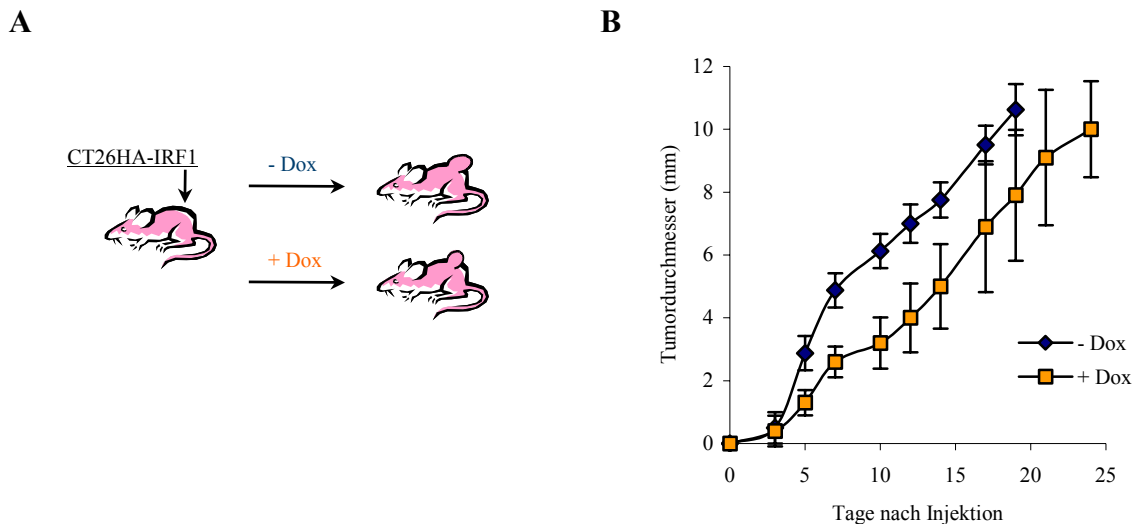 A
CT26HA-IRF1
- Dox
+ Dox
B
Tumordurchmesser (mm)
12
10
8
6
4
2
0
0 5 10 15 20 25
Tage nach Injektion
- Dox
+ Dox